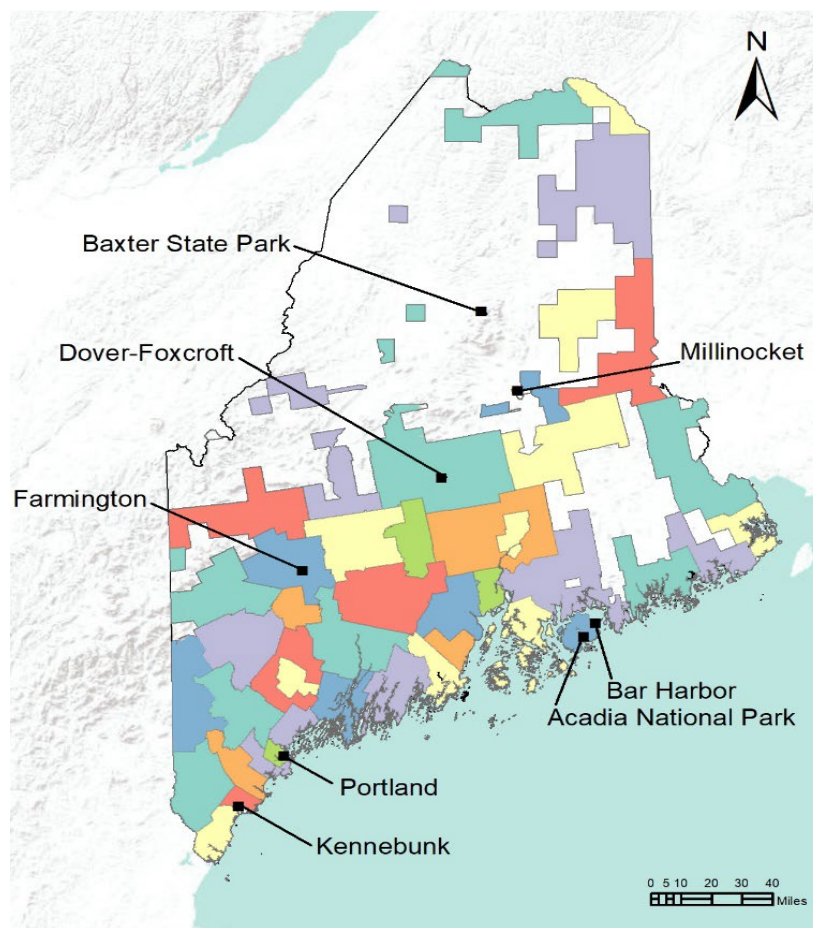 N
Baxter State Park
Dover-Foxcroft
Millinocket
Farmington
Bar Harbor
Acadia National Park
Portland
Kennebunk
0 5 10 20 30 40
Miles